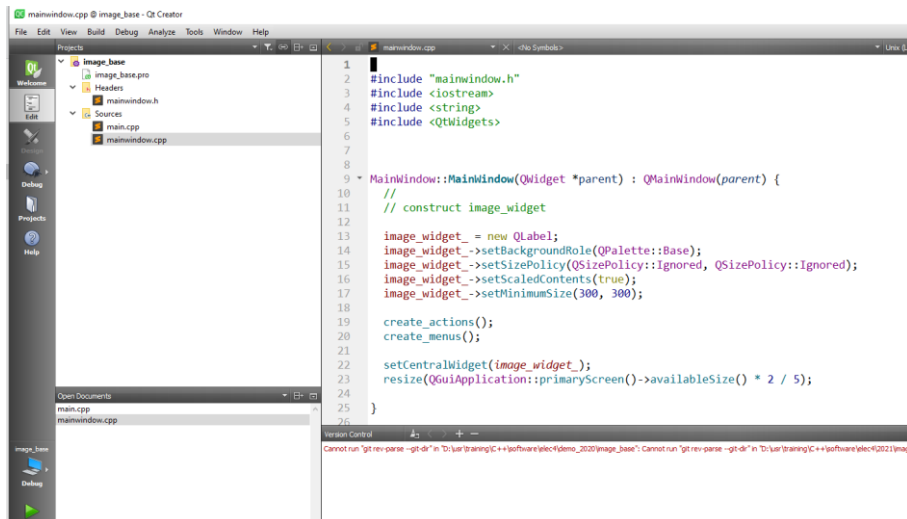 mainwindow.cpp @ image_base - Qt Creator
File Edit View Build Debug Analyze Tools Window Help
Projects
mainwindow.cpp
<No Symbols>
Unix (L
Qt
Welcome
Edit
Design
Debug
Projects
Help
image_base
image_base.pro
Headers
mainwindow.h
Sources
main.cpp
mainwindow.cpp
1
2 #include "mainwindow.h"
3 #include <iostream>
4 #include <string>
5 #include <QtWidgets>
6
7
8
9 MainWindow::MainWindow(QWidget *parent) : QMainWindow(parent) {
10 //
11 // construct image_widget
12
13 image_widget_ = new QLabel;
14 image_widget_->setBackgroundRole(QPalette::Base);
15 image_widget_->setSizePolicy(QSizePolicy::Ignored, QSizePolicy::Ignored);
16 image_widget_->setScaledContents(true);
17 image_widget_->setMinimumSize(300, 300);
18
19 create_actions();
20 create_menus();
21
22 setCentralWidget(image_widget_);
23 resize(QGuiApplication::primaryScreen()->availableSize() * 2 / 5);
24
25 }
26
Open Documents
main.cpp
mainwindow.cpp
image_base
Debug
Version Control
Cannot run "git rev-parse --git-dir" in "D:\usr\training\C++\software\elec4\demo_2020\image_base": Cannot run "git rev-parse --git-dir" in "D:\usr\training\C++\software\elec4\2021\imag